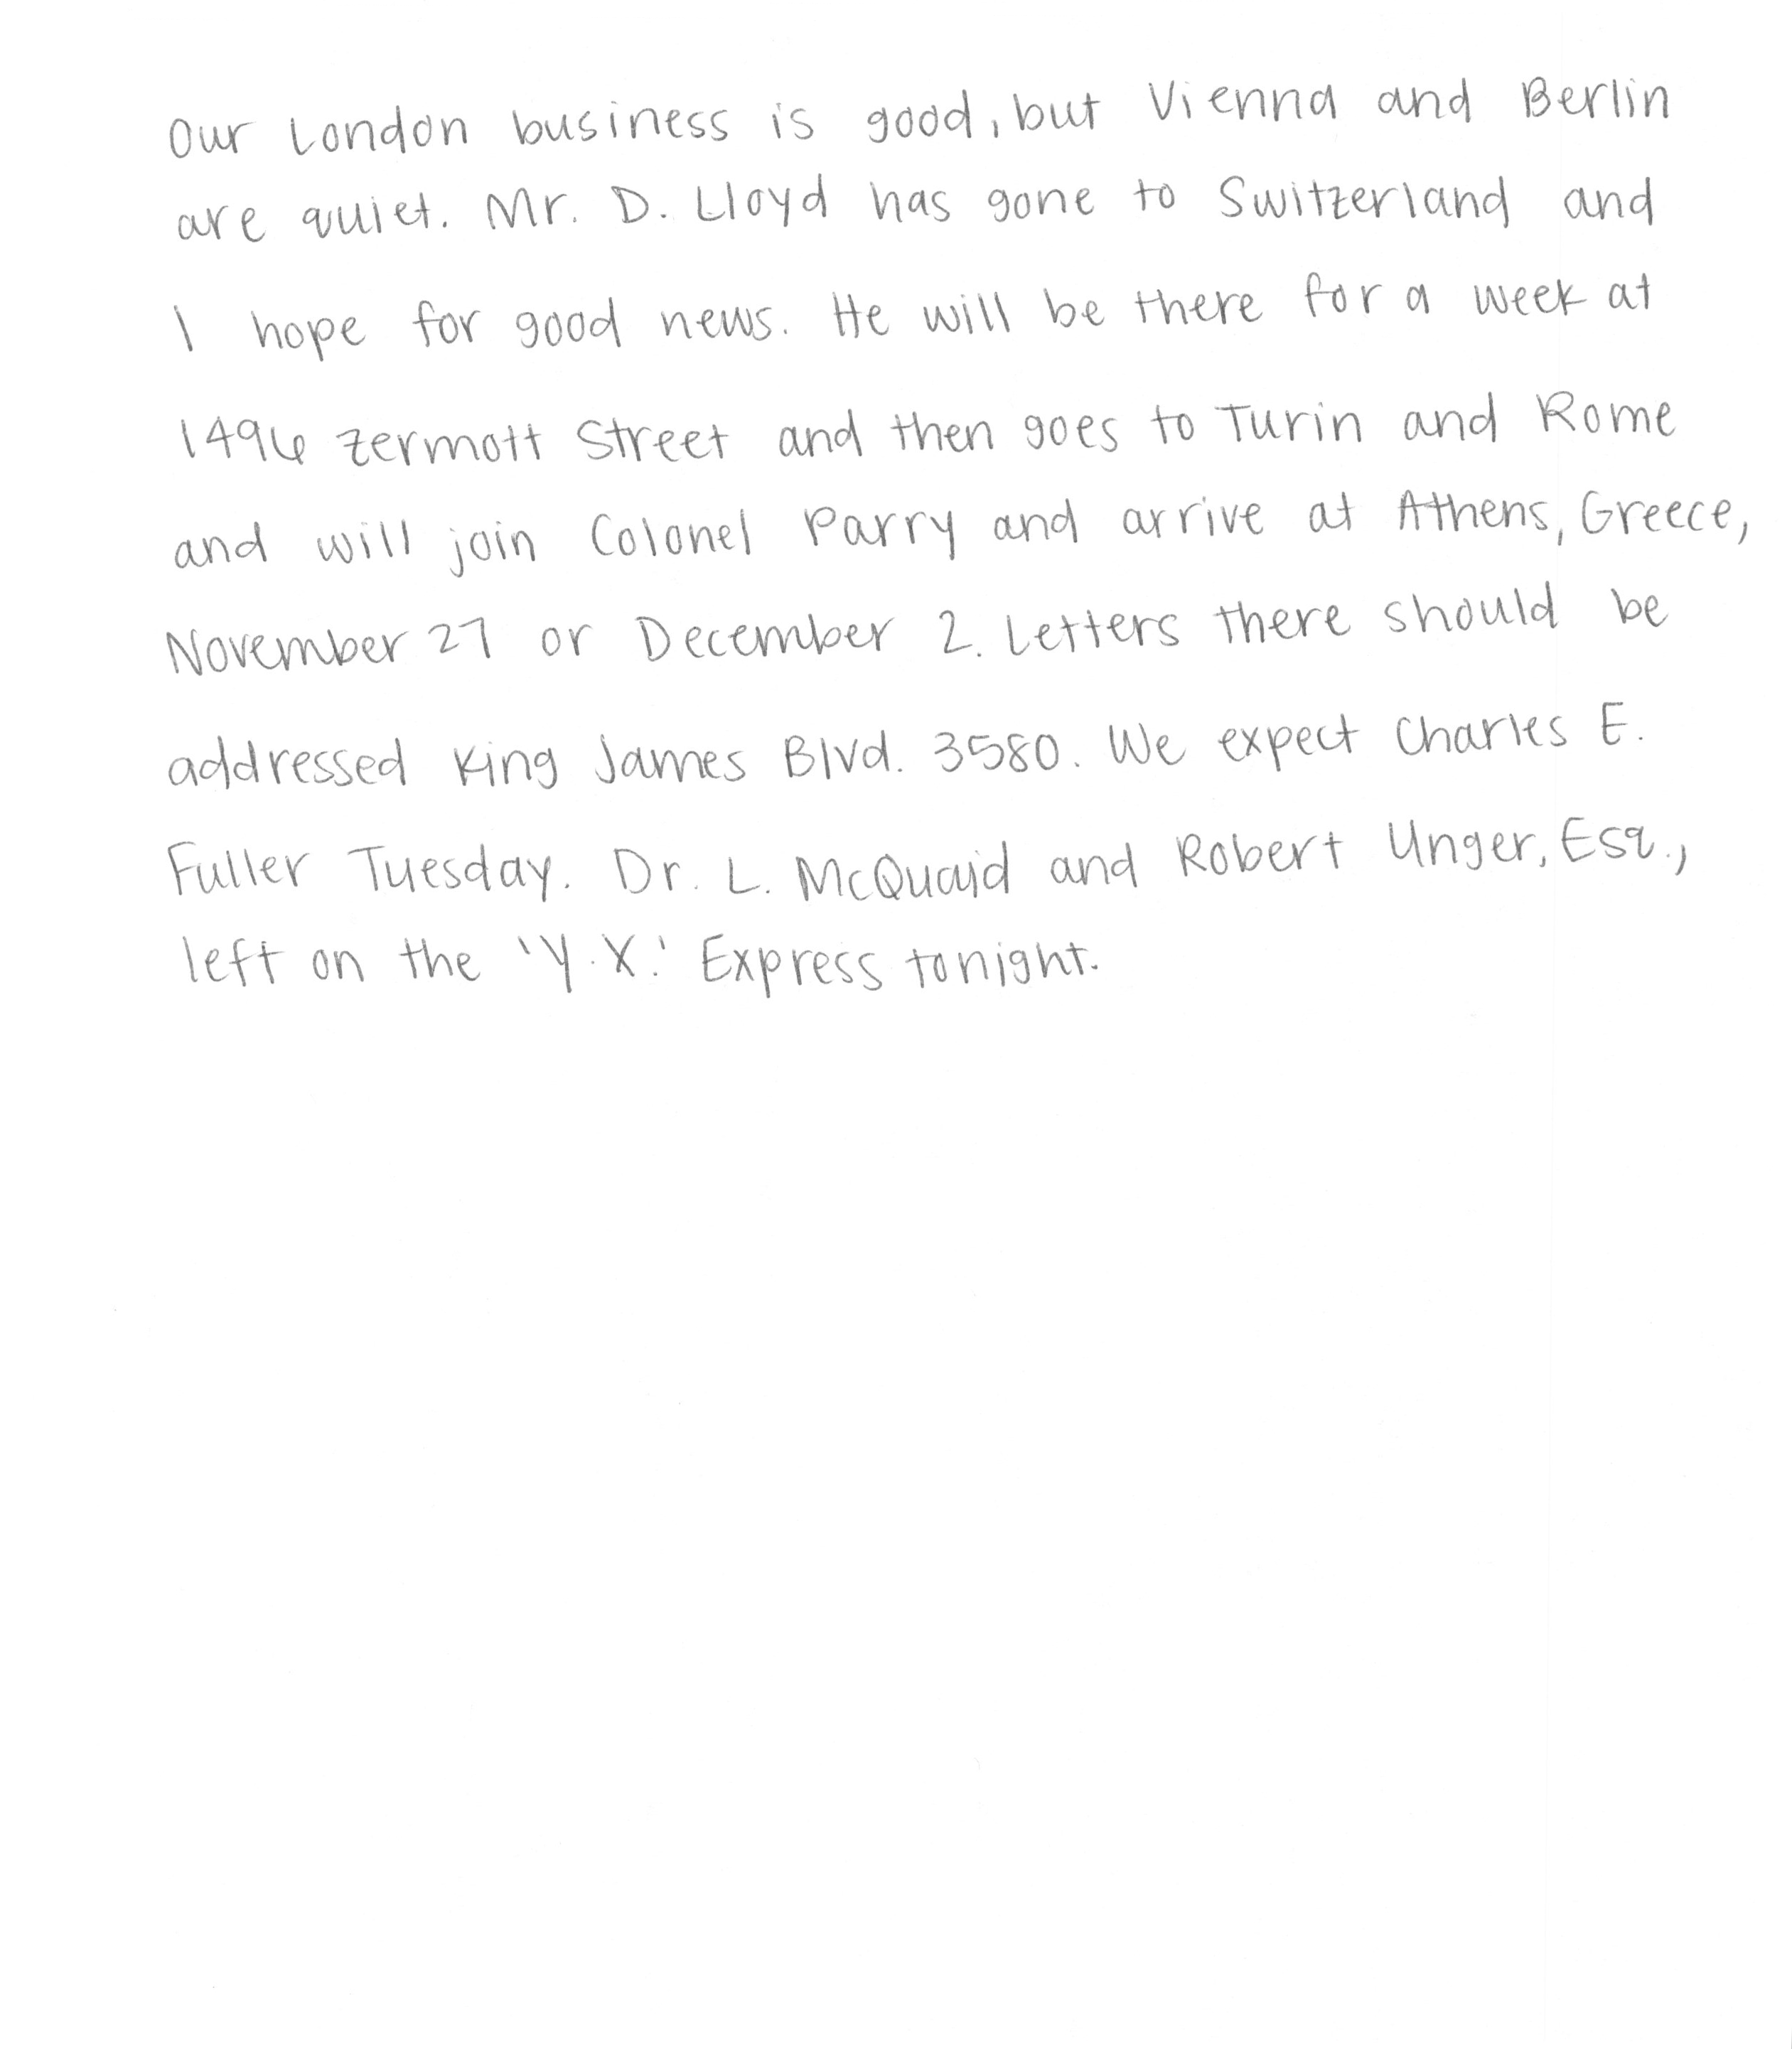 Our London business is good, but Vienna and Berlin
are quiet. Mr. D. Lloyd has gone to Switzerland and
I hope for good news. He will be there for a week at
1496 Zermott Street and then goes to Turin and Rome
and will join Colonel Parry and arrive at Athens, Greece,
November 27 or December 2. Letters there should be
addressed King James Blvd. 3580. We expect Charles E.
Fuller Tuesday. Dr. L. McQuaid and Robert Unger, Esq.,
left on the 'Y.X.' Express tonight.